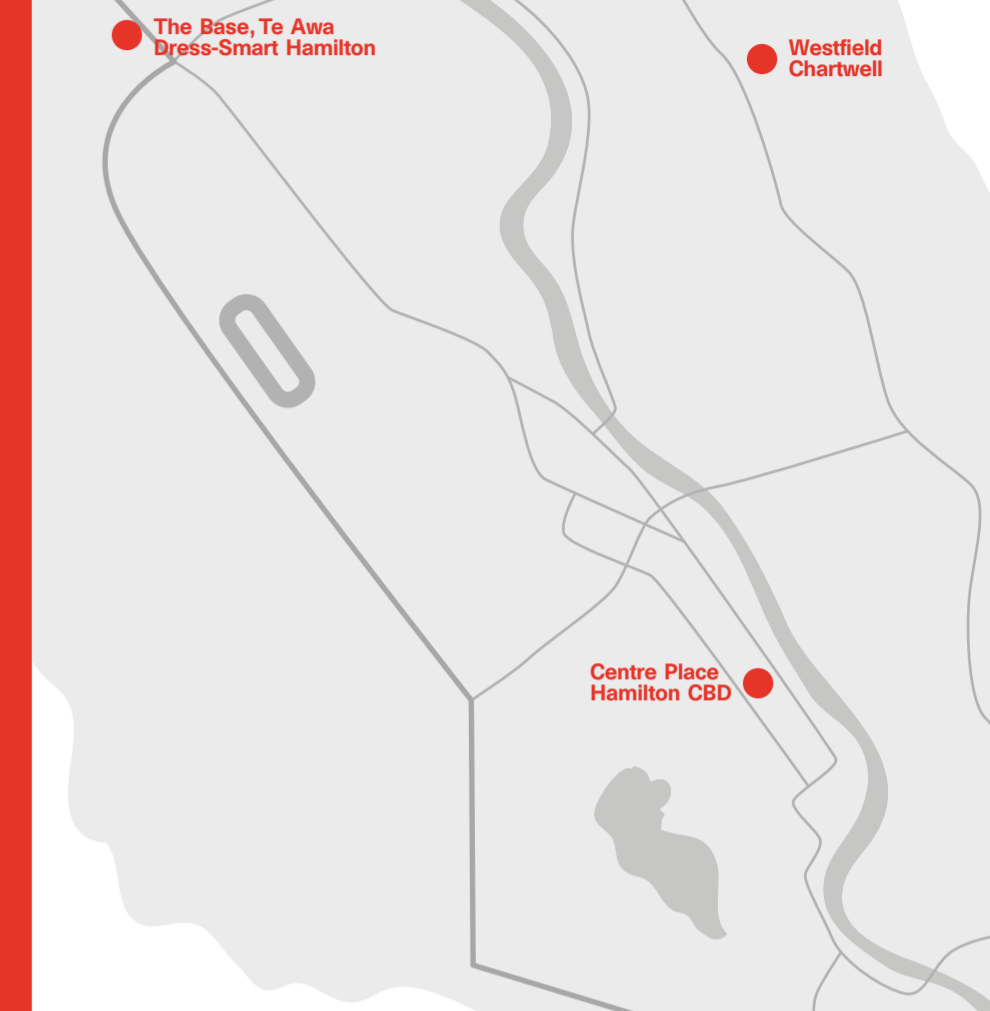 The Base, Te Awa
Dress-Smart Hamilton
Westfield
Chartwell
Centre Place
Hamilton CBD